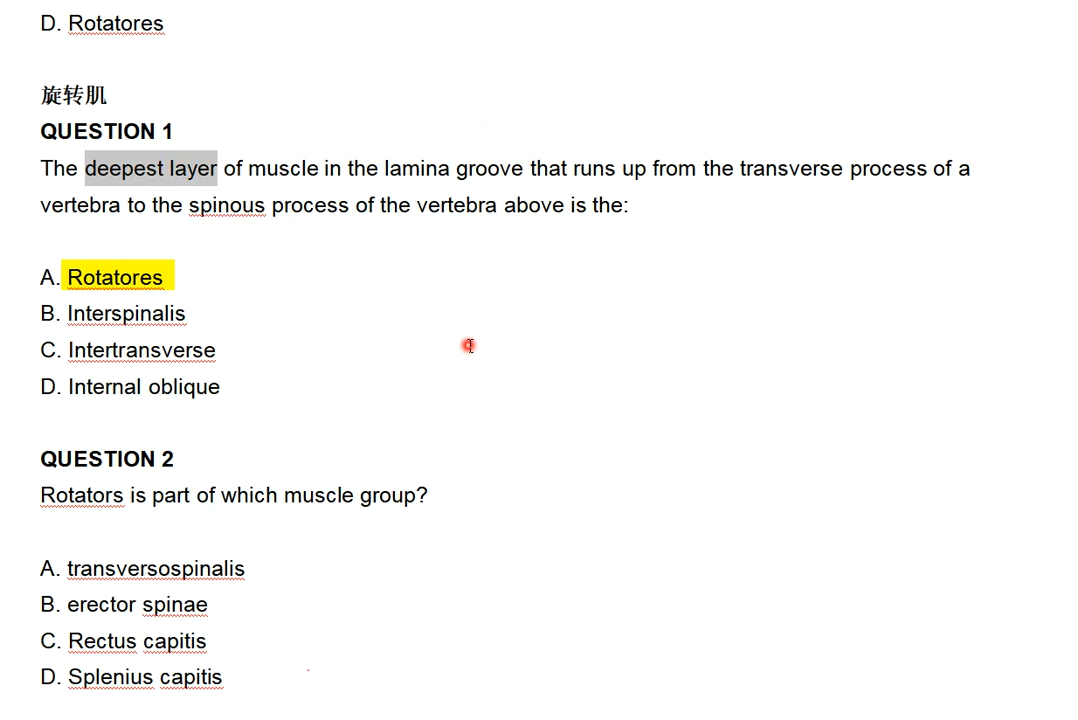 D. Rotatores
旋转肌
QUESTION 1
The deepest layer of muscle in the lamina groove that runs up from the transverse process of a
vertebra to the spinous process of the vertebra above is the:
A. Rotatores
B. Interspinalis
C. Intertransverse
D. Internal oblique
QUESTION 2
Rotators is part of which muscle group?
A. transversospinalis
B. erector spinae
C. Rectus capitis
D. Splenius capitis